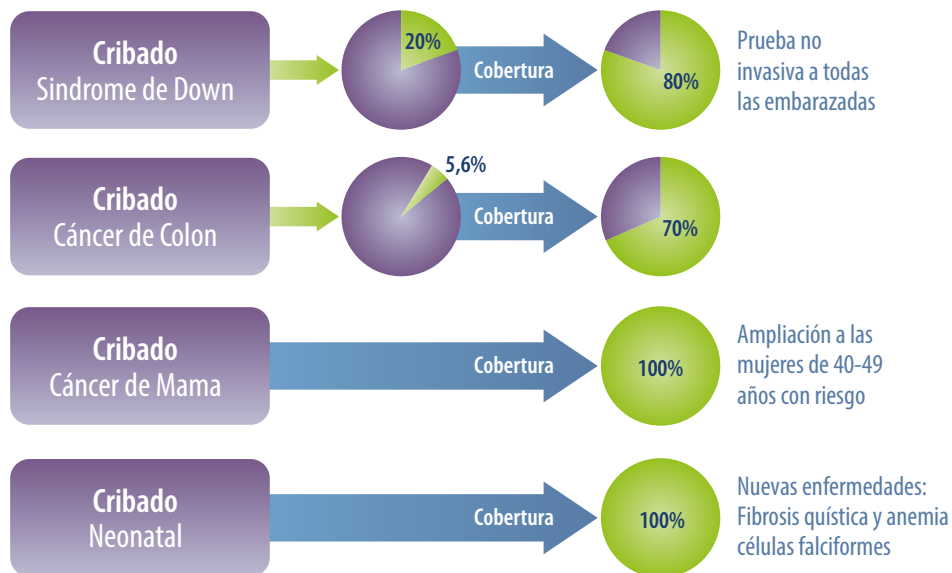 Cribado
Sindrome de Down
20%
Cobertura
80%
Prueba no
invasiva a todas
las embarazadas
Cribado
Cáncer de Colon
5,6%
Cobertura
70%
Cribado
Cáncer de Mama
Cobertura
100%
Ampliación a las
mujeres de 40-49
años con riesgo
Cribado
Neonatal
Cobertura
100%
Nuevas enfermedades:
Fibrosis quística y anemia
células falciformes